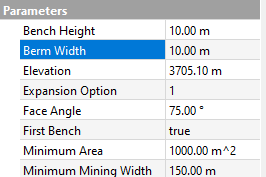 Parameters
Bench Height 10.00 m
Berm Width 10.00 m
Elevation 3705.10 m
Expansion Option 1
Face Angle 75.00 °
First Bench true
Minimum Area 1000.00 m^2
Minimum Mining Width 150.00 m